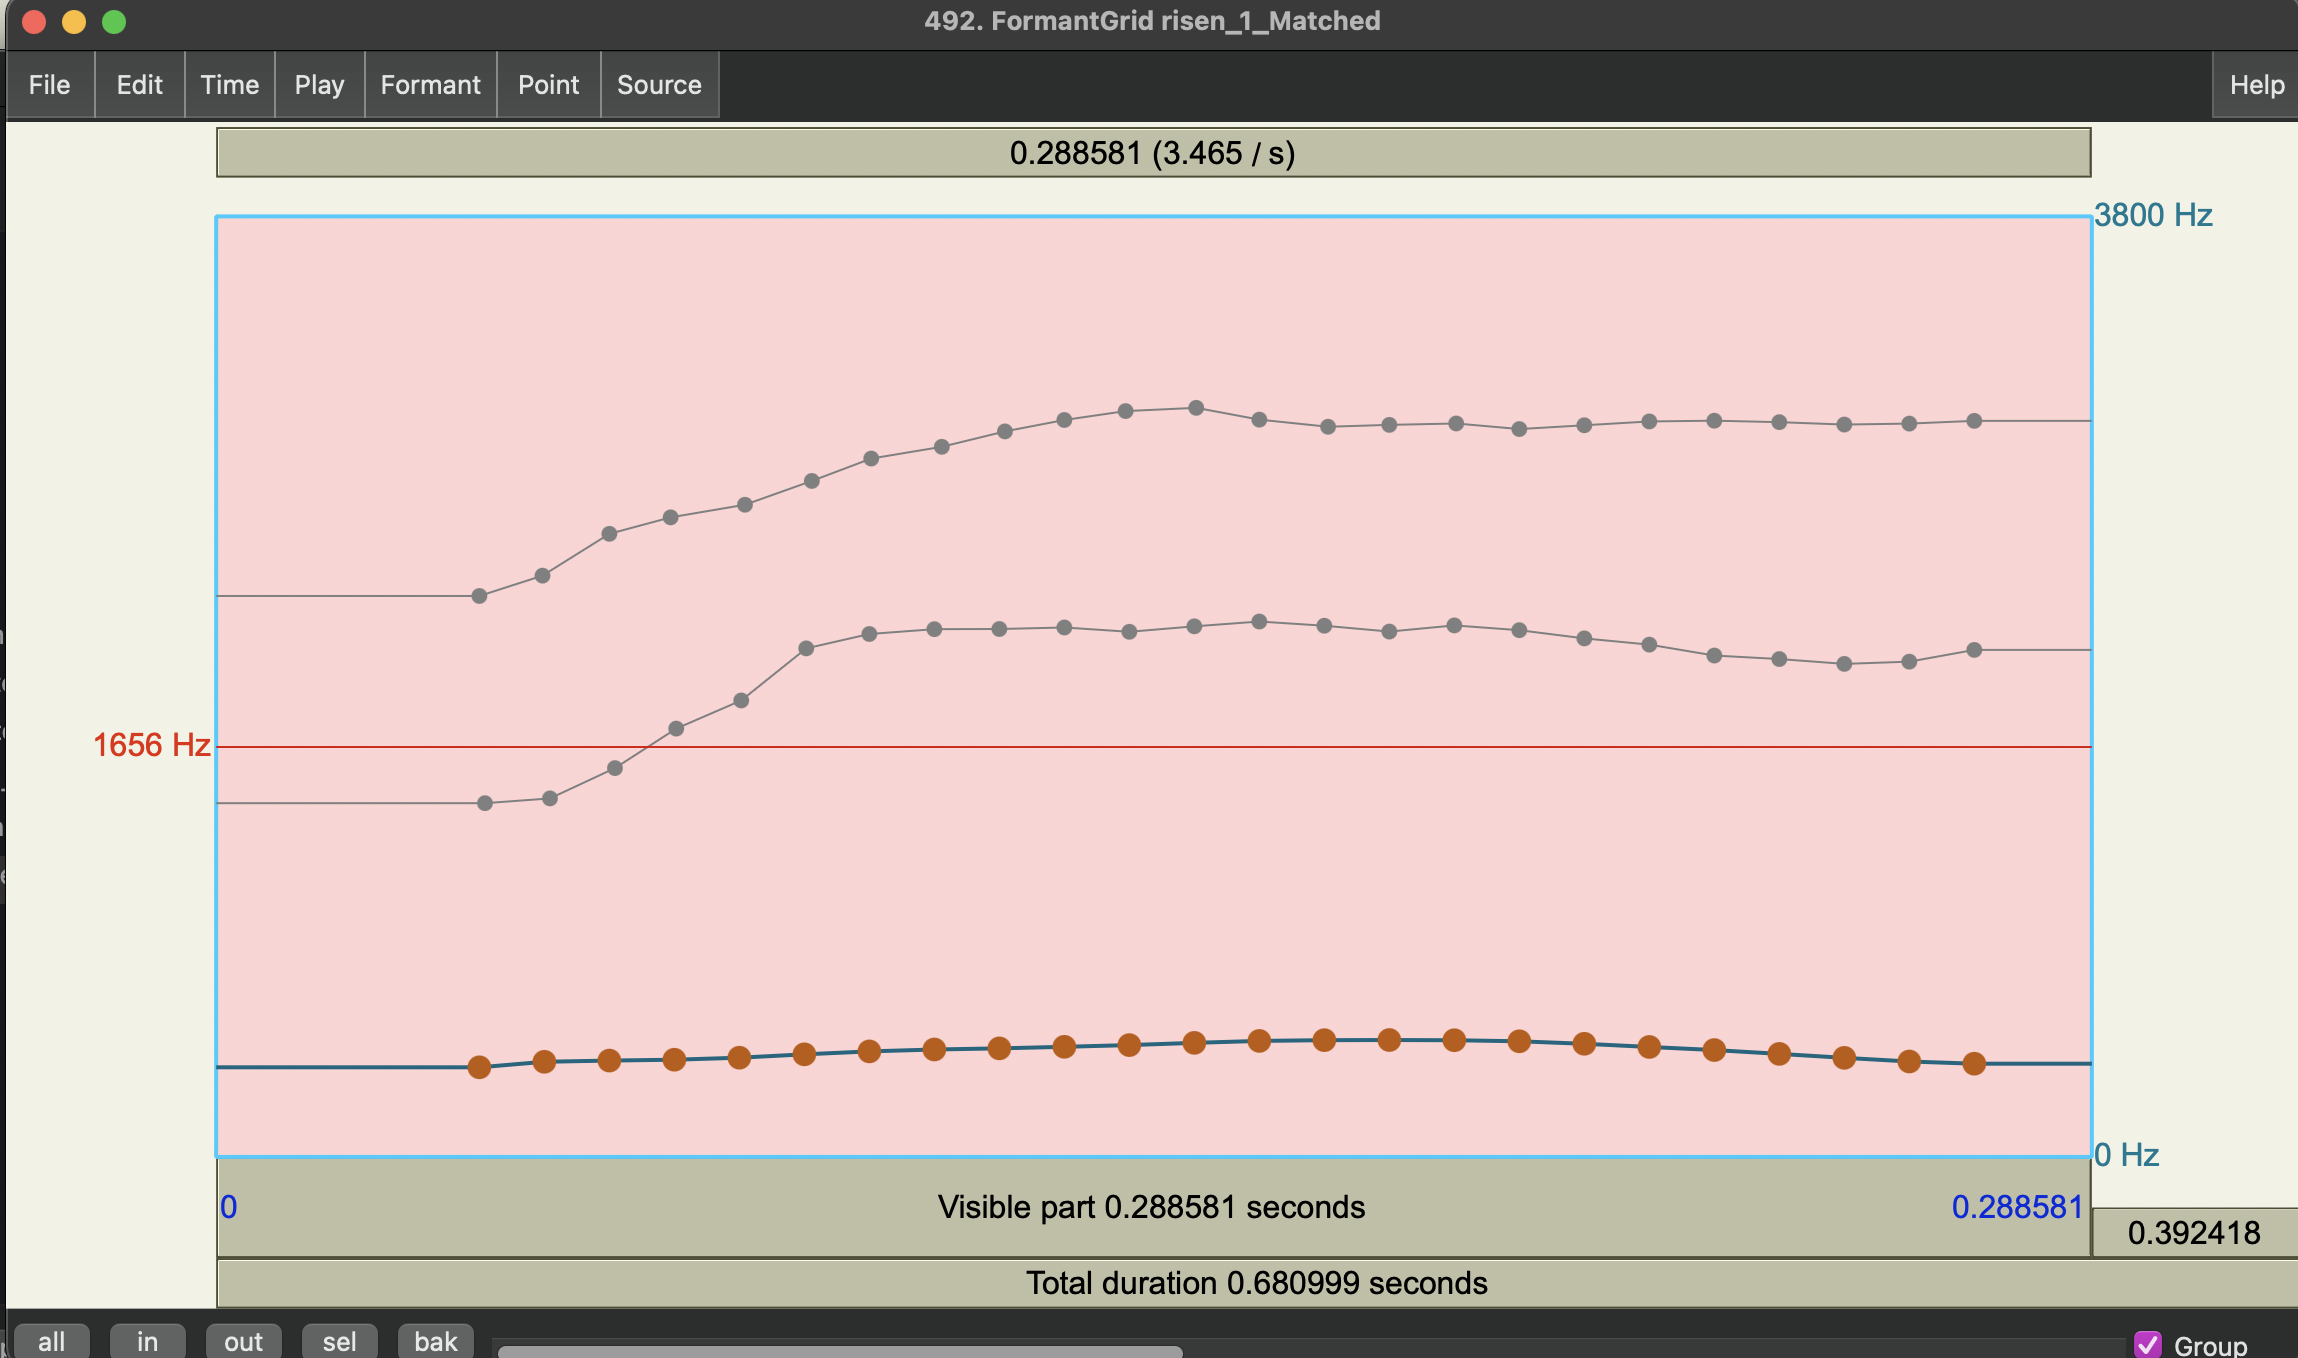 492. FormantGrid risen_1_Matched
File Edit Time Play Formant Point Source Help
0.288581 (3.465 / s)
3800 Hz
1656 Hz
0 Hz
0 Visible part 0.288581 seconds 0.288581
0.392418
Total duration 0.680999 seconds
all in out sel bak Group